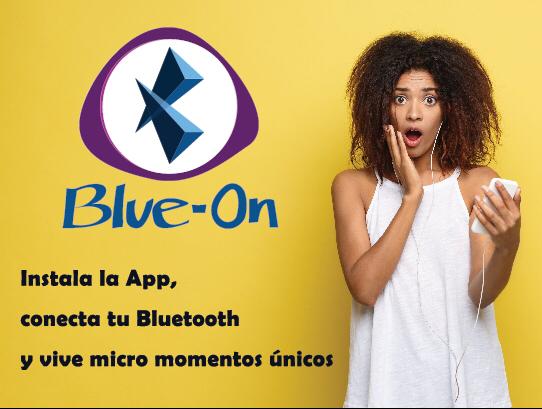 Blue-On
Instala la App,
conecta tu Bluetooth
y vive micro momentos únicos